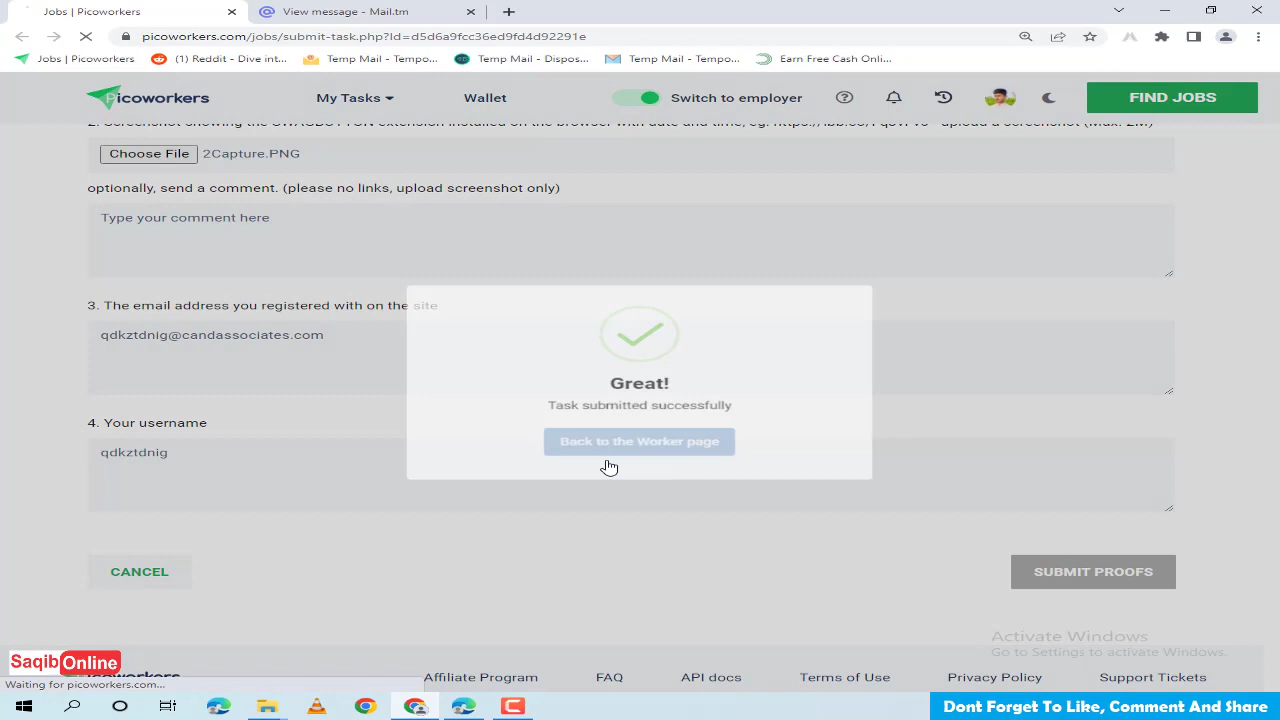 Jobs | Picoworkers
View message - Mail.tm
picoworkers.com/jobs/submit-task.php?Id=d5d6a9fcc36ed9fd4d92291e
Jobs | Picoworkers
(1) Reddit - Dive int...
Temp Mail - Tempo...
Temp Mail - Dispos...
Temp Mail - Tempo...
Earn Free Cash Onli...
Picoworkers
My Tasks
Wallet
Switch to employer
FIND JOBS
Choose File 2Capture.PNG
optionally, send a comment. (please no links, upload screenshot only)
Type your comment here
3. The email address you registered with on the site
qdkztdnig@candassociates.com
Great!
Task submitted successfully
Back to the Worker page
4. Your username
qdkztdnig
CANCEL
SUBMIT PROOFS
Activate Windows
Go to Settings to activate Windows.
Saqib Online
Affiliate Program
FAQ
API docs
Terms of Use
Privacy Policy
Support Tickets
Waiting for picoworkers.com...
Dont Forget To Like, Comment And Share